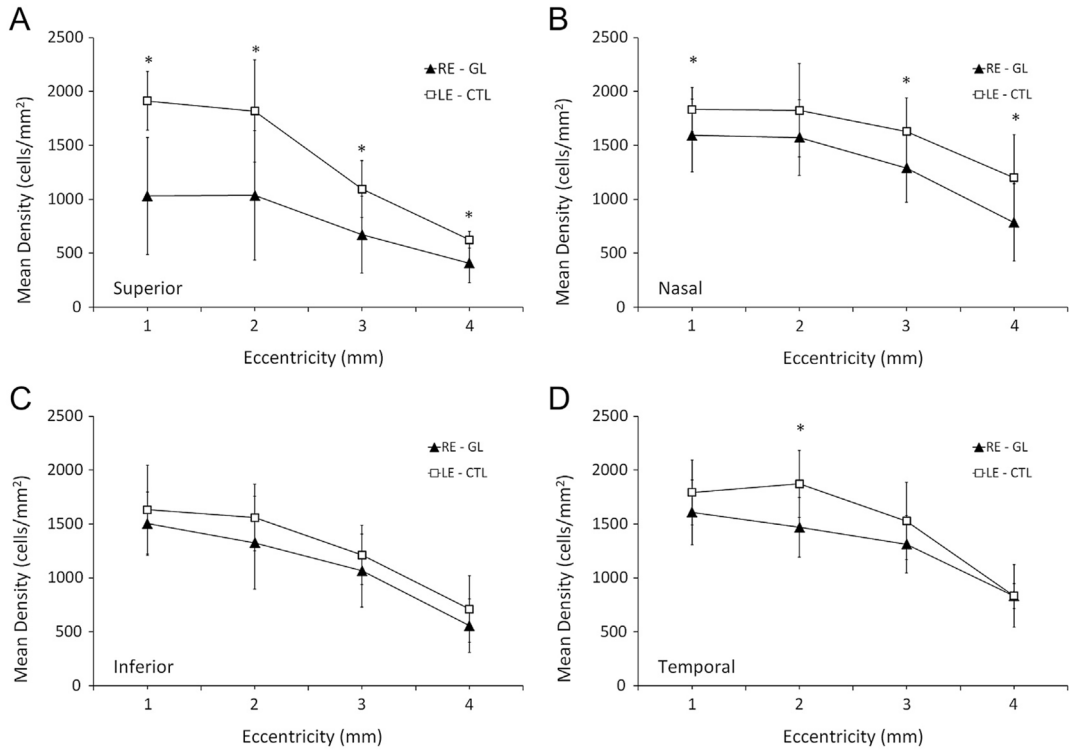 A
2500
2000
1500
1000
500
0
Mean Density (cells/mm²)
* * * *
RE - GL
LE - CTL
Superior
1 2 3 4
Eccentricity (mm)
B
2500
2000
1500
1000
500
0
Mean Density (cells/mm²)
* * *
RE - GL
LE - CTL
Nasal
1 2 3 4
Eccentricity (mm)
C
2500
2000
1500
1000
500
0
Mean Density (cells/mm²)
RE - GL
LE - CTL
Inferior
1 2 3 4
Eccentricity (mm)
D
2500
2000
1500
1000
500
0
Mean Density (cells/mm²)
*
RE - GL
LE - CTL
Temporal
1 2 3 4
Eccentricity (mm)